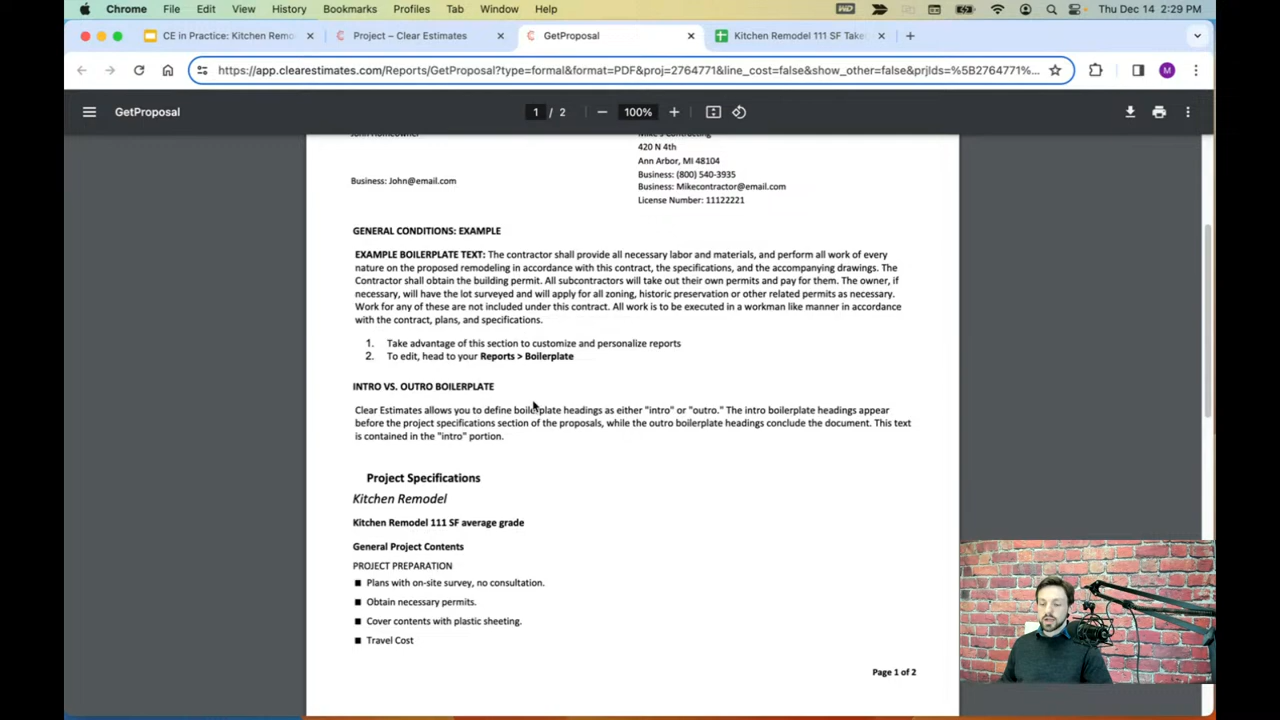 Chrome File Edit View History Bookmarks Profiles Tab Window Help Thu Dec 14 2:29 PM
CE in Practice: Kitchen Remo Project – Clear Estimates GetProposal Kitchen Remodel 111 SF Take
https://app.clearestimates.com/Reports/GetProposal?type=formal&format=PDF&proj=2764771&line_cost=false&show_other=false&prjIds=%5B2764771%... M
GetProposal 1 / 2 100%
John Homeowner Mike's Contracting
420 N 4th
Ann Arbor, MI 48104
Business: (800) 540-3935
Business: John@email.com Business: Mikecontractor@email.com
License Number: 11122221
GENERAL CONDITIONS: EXAMPLE
EXAMPLE BOILERPLATE TEXT: The contractor shall provide all necessary labor and materials, and perform all work of every
nature on the proposed remodeling in accordance with this contract, the specifications, and the accompanying drawings. The
Contractor shall obtain the building permit. All subcontractors will take out their own permits and pay for them. The owner, if
necessary, will have the lot surveyed and will apply for all zoning, historic preservation or other related permits as necessary.
Work for any of these are not included under this contract. All work is to be executed in a workman like manner in accordance
with the contract, plans, and specifications.
1. Take advantage of this section to customize and personalize reports
2. To edit, head to your Reports > Boilerplate
INTRO VS. OUTRO BOILERPLATE
Clear Estimates allows you to define boilerplate headings as either "intro" or "outro." The intro boilerplate headings appear
before the project specifications section of the proposals, while the outro boilerplate headings conclude the document. This text
is contained in the "intro" portion.
Project Specifications
Kitchen Remodel
Kitchen Remodel 111 SF average grade
General Project Contents
PROJECT PREPARATION
■ Plans with on-site survey, no consultation.
■ Obtain necessary permits.
■ Cover contents with plastic sheeting.
■ Travel Cost
Page 1 of 2